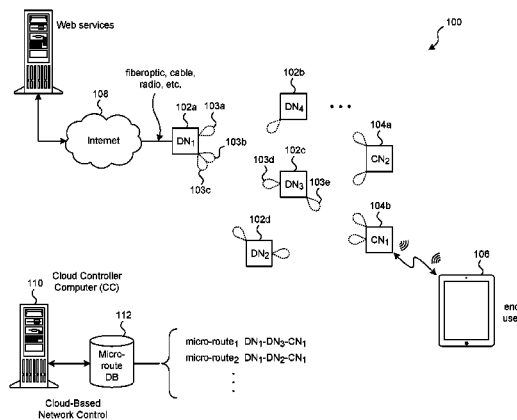 Web services
100
108
fiberoptic, cable,
radio, etc.
102a
103a
Internet
DN1
103b
103c
102b
DN4
104a
CN2
102c
103d
DN3
103e
104b
CN1
102d
DN2
106
end
use
110
Cloud Controller
Computer (CC)
112
Micro-
route
DB
micro-route1 DN1-DN3-CN1
micro-route2 DN1-DN2-CN1
Cloud-Based
Network Control